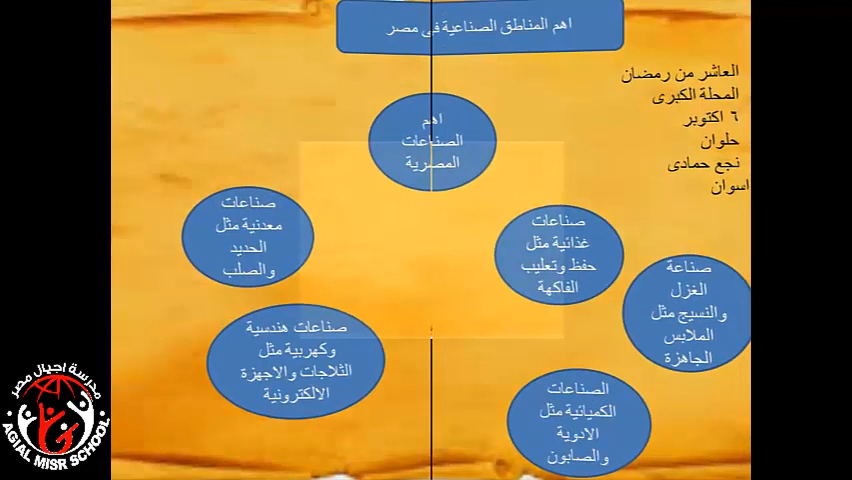 اهم المناطق الصناعية فى مصر
العاشر من رمضان
المحلة الكبرى
٦ اكتوبر
حلوان
نجع حمادى
اسوان
اهم
الصناعات
المصرية
صناعات
غذائية مثل
حفظ وتعليب
الفاكهة
صناعات
معدنية مثل
الحديد
والصلب
صناعة
الغزل
والنسيج مثل
الملابس
الجاهزة
صناعات هندسية
وكهربية مثل
الثلاجات والاجهزة
الالكترونية
الصناعات
الكميائية مثل
الادوية
والصابون
مدرسة اجيال مصر
AGIAL MISR SCHOOL